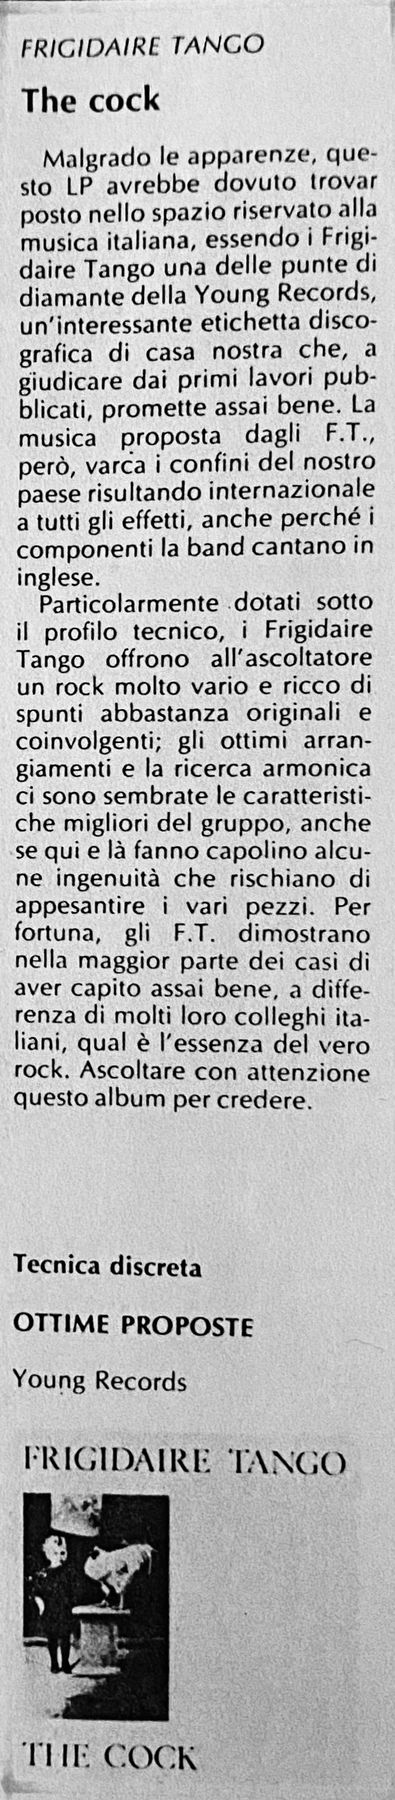 FRIGIDAIRE TANGO
The cock
Malgrado le apparenze, que-
sto LP avrebbe dovuto trovar
posto nello spazio riservato alla
musica italiana, essendo i Frigi-
daire Tango una delle punte di
diamante della Young Records,
un'interessante etichetta disco-
grafica di casa nostra che, a
giudicare dai primi lavori pub-
blicati, promette assai bene. La
musica proposta dagli F.T.,
però, varca i confini del nostro
paese risultando internazionale
a tutti gli effetti, anche perché i
componenti la band cantano in
inglese.
Particolarmente dotati sotto
il profilo tecnico, i Frigidaire
Tango offrono all'ascoltatore
un rock molto vario e ricco di
spunti abbastanza originali e
coinvolgenti; gli ottimi arran-
giamenti e la ricerca armonica
ci sono sembrate le caratteristi-
che migliori del gruppo, anche
se qui e là fanno capolino alcu-
ne ingenuità che rischiano di
appesantire i vari pezzi. Per
fortuna, gli F.T. dimostrano
nella maggior parte dei casi di
aver capito assai bene, a diffe-
renza di molti loro colleghi ita-
liani, qual è l'essenza del vero
rock. Ascoltare con attenzione
questo album per credere.
Tecnica discreta
OTTIME PROPOSTE
Young Records
FRIGIDAIRE TANGO
THE COCK